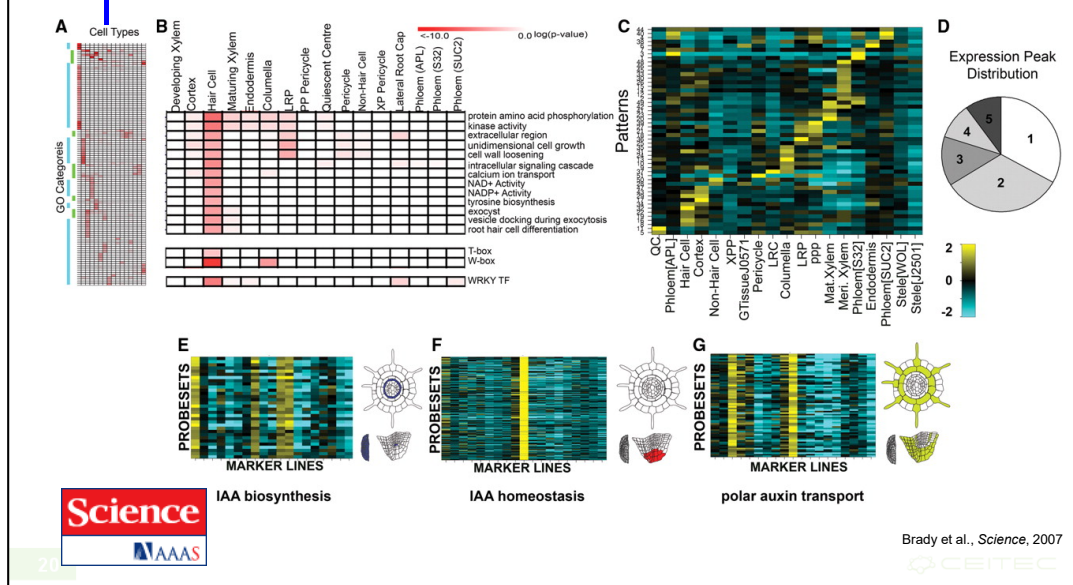 A
Cell Types
GO Categoreis
B
<-10.0
0.0 log(p-value)
Developing Xylem
Cortex
Hair Cell
Maturing Xylem
Endodermis
Columella
LRP
PP Pericycle
Quiescent Centre
Pericycle
Non-Hair Cell
XP Pericycle
Lateral Root Cap
Phloem (APL)
Phloem (S32)
Phloem (SUC2)
protein amino acid phosphorylation
kinase activity
extracellular region
unidimensional cell growth
cell wall loosening
intracellular signaling cascade
calcium ion transport
NAD+ Activity
NADP+ Activity
tyrosine biosynthesis
exocyst
vesicle docking during exocytosis
root hair cell differentiation
T-box
W-box
WRKY TF
C
Patterns
QC
Phloem[APL]
Hair Cell
Cortex
Non-Hair Cell
XPP
GTissueJ0571
Pericycle
LRC
Columella
LRP
ppp
Mat.Xylem
Meri. Xylem
Phloem[S32]
Endodermis
Phloem[SUC2]
Stele[WOL]
Stele[J2501]
D
Expression Peak
Distribution
1
2
3
4
5
2
0
-2
E
PROBESETS
MARKER LINES
IAA biosynthesis
F
PROBESETS
MARKER LINES
IAA homeostasis
G
PROBESETS
MARKER LINES
polar auxin transport
Science
AAAS
Brady et al., Science, 2007
20
CEITEC